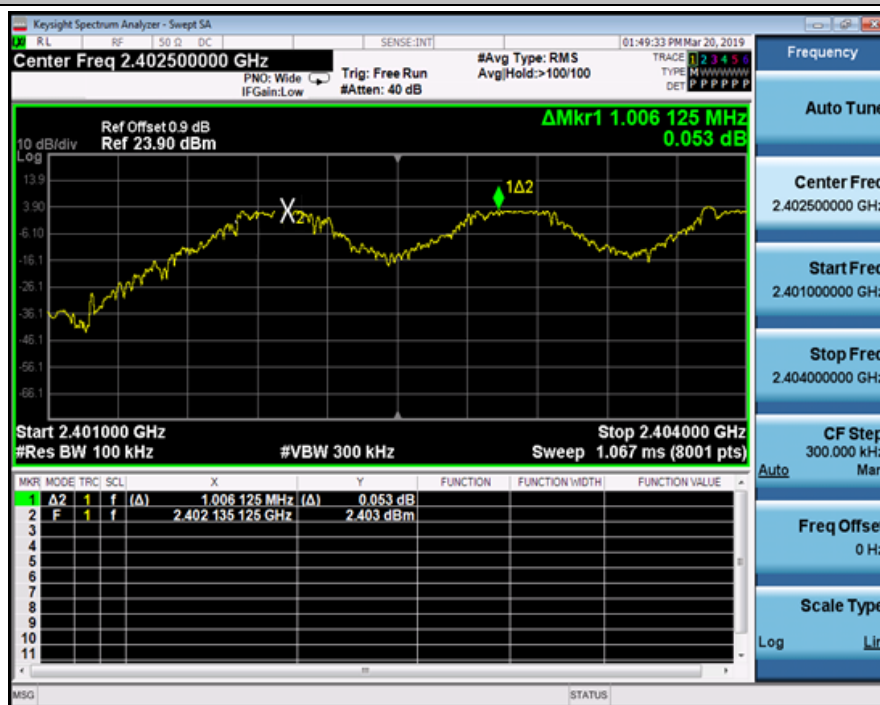 Keysight Spectrum Analyzer - Swept SA
RL RF 50 Ω DC SENSE:INT 01:49:33 PM Mar 20, 2019
Center Freq 2.402500000 GHz
PNO: Wide
IFGain:Low
Trig: Free Run
#Atten: 40 dB
#Avg Type: RMS
Avg|Hold:>100/100
TRACE 1 2 3 4 5 6
TYPE M W W W W W
DET P P P P P P
Frequency
Auto Tune
Center Freq
2.402500000 GHz
Start Freq
2.401000000 GHz
Stop Freq
2.404000000 GHz
CF Step
300.000 kHz
Auto Man
Freq Offset
0 Hz
Scale Type
Log Lin
ΔMkr1 1.006 125 MHz
0.053 dB
Ref Offset 0.9 dB
10 dB/div Ref 23.90 dBm
Log
13.9
3.90
-6.10
-16.1
-26.1
-36.1
-46.1
-56.1
-66.1
X2
1Δ2
Start 2.401000 GHz Stop 2.404000 GHz
#Res BW 100 kHz #VBW 300 kHz Sweep 1.067 ms (8001 pts)
MKR MODE TRC SCL X Y FUNCTION FUNCTION WIDTH FUNCTION VALUE
1 Δ2 1 f (Δ) 1.006 125 MHz (Δ) 0.053 dB
2 F 1 f 2.402 135 125 GHz 2.403 dBm
3
4
5
6
7
8
9
10
11
MSG STATUS